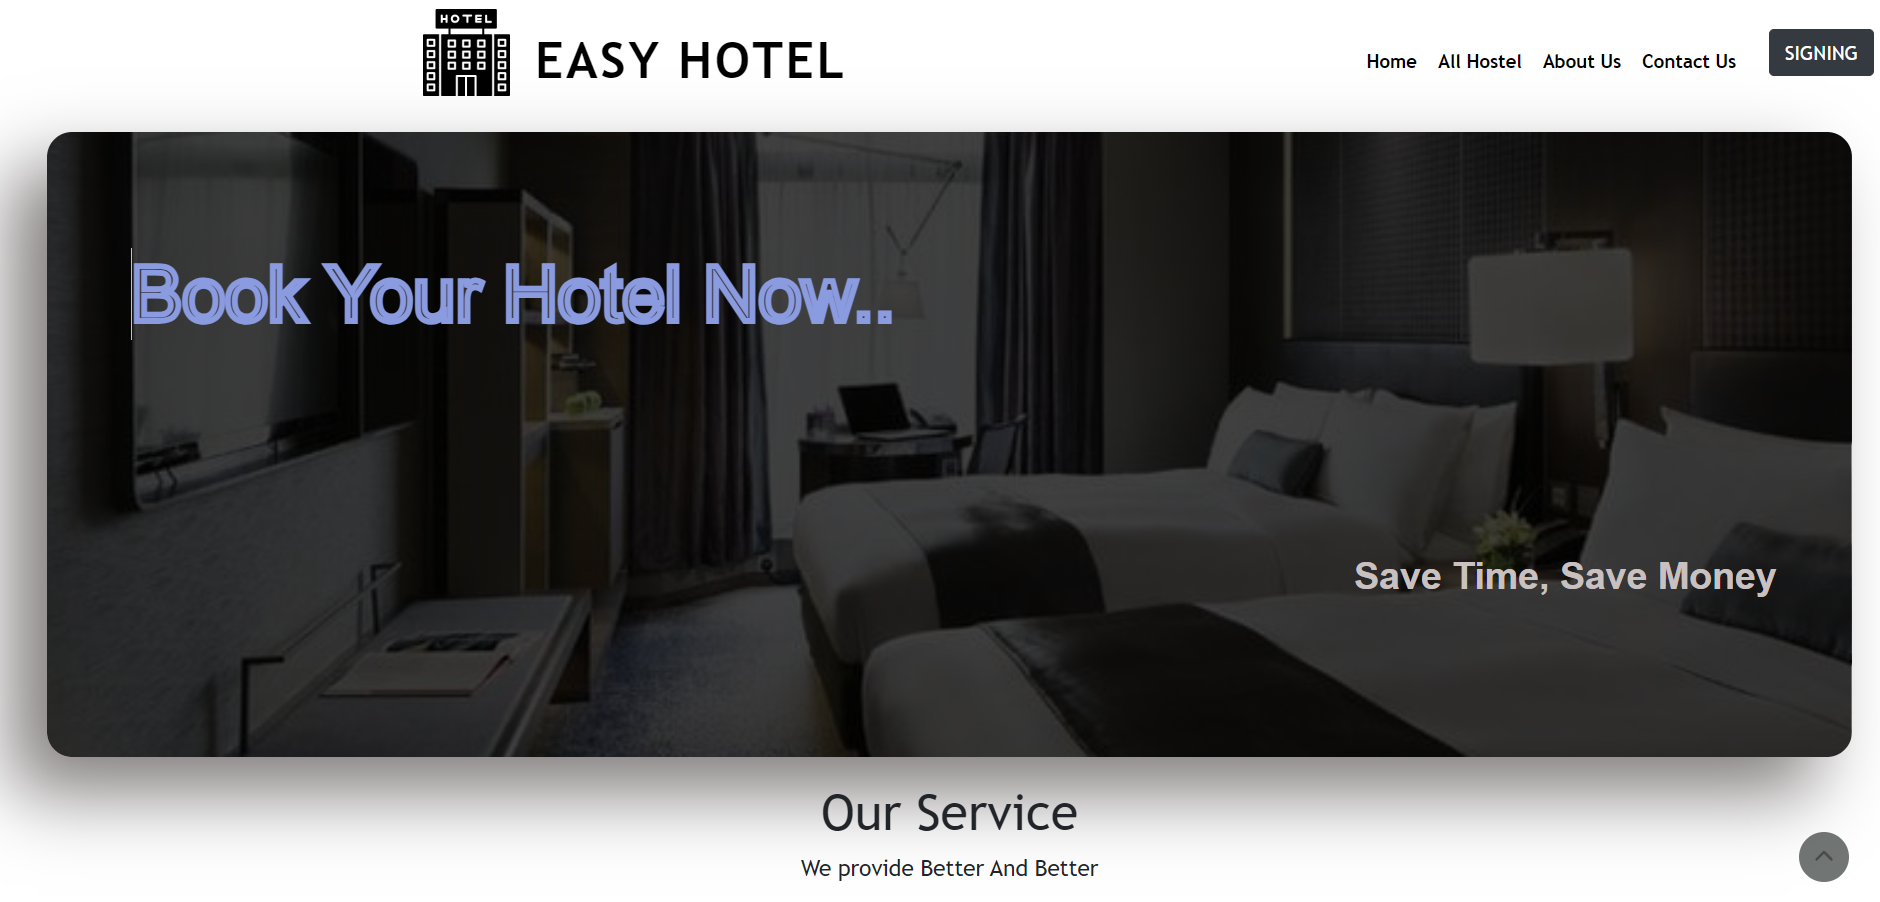 HOTEL
EASY HOTEL
Home All Hostel About Us Contact Us SIGNING
Book Your Hotel Now..
Save Time, Save Money
Our Service
We provide Better And Better